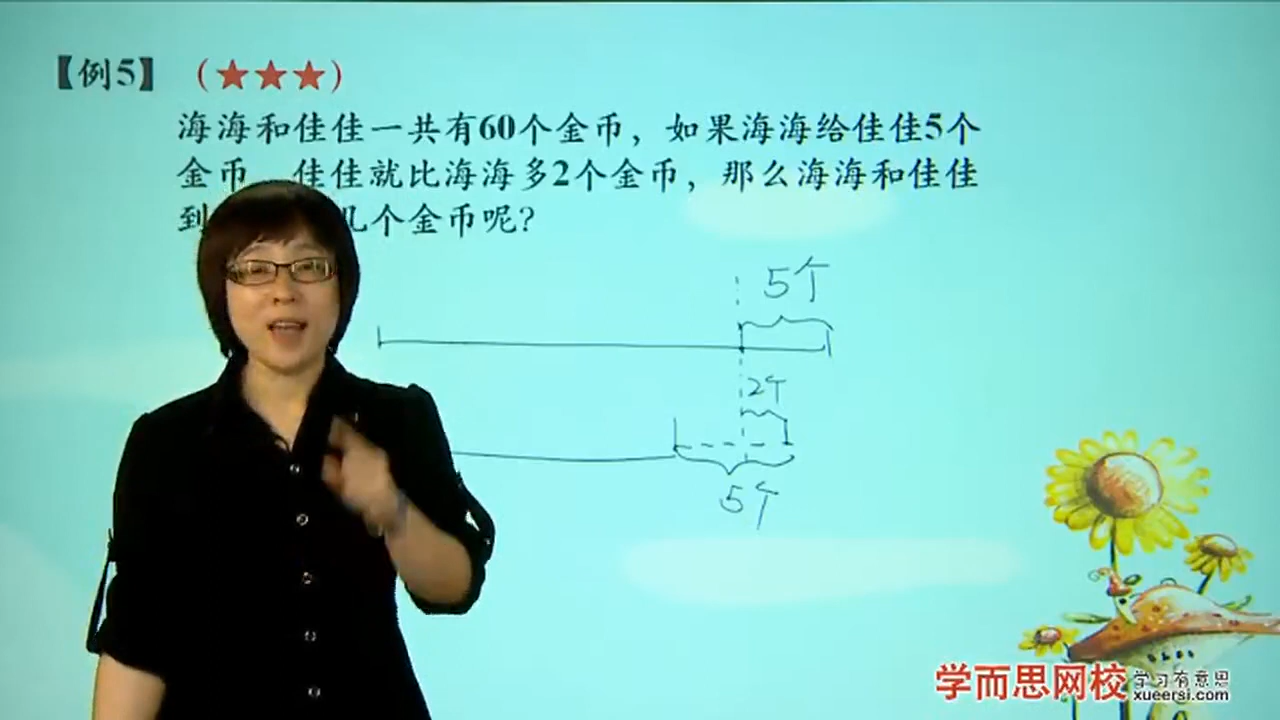 【例5】 (★★★)
海海和佳佳一共有60个金币，如果海海给佳佳5个
金币 佳佳就比海海多2个金币，那么海海和佳佳
到 几个金币呢？
5个
2个
5个
学而思网校 学习有意思
xueersi.com